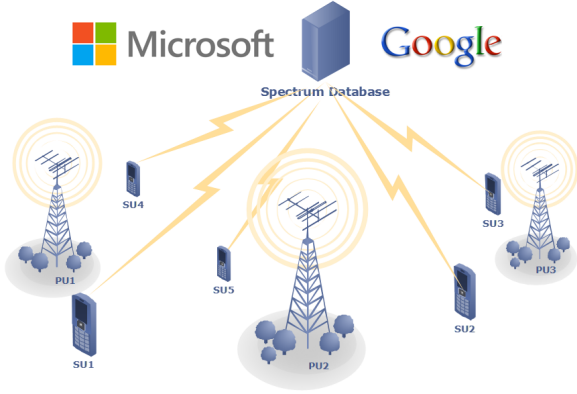 Microsoft
Google
Spectrum Database
SU4
SU3
PU1
SU5
PU3
SU1
PU2
SU2